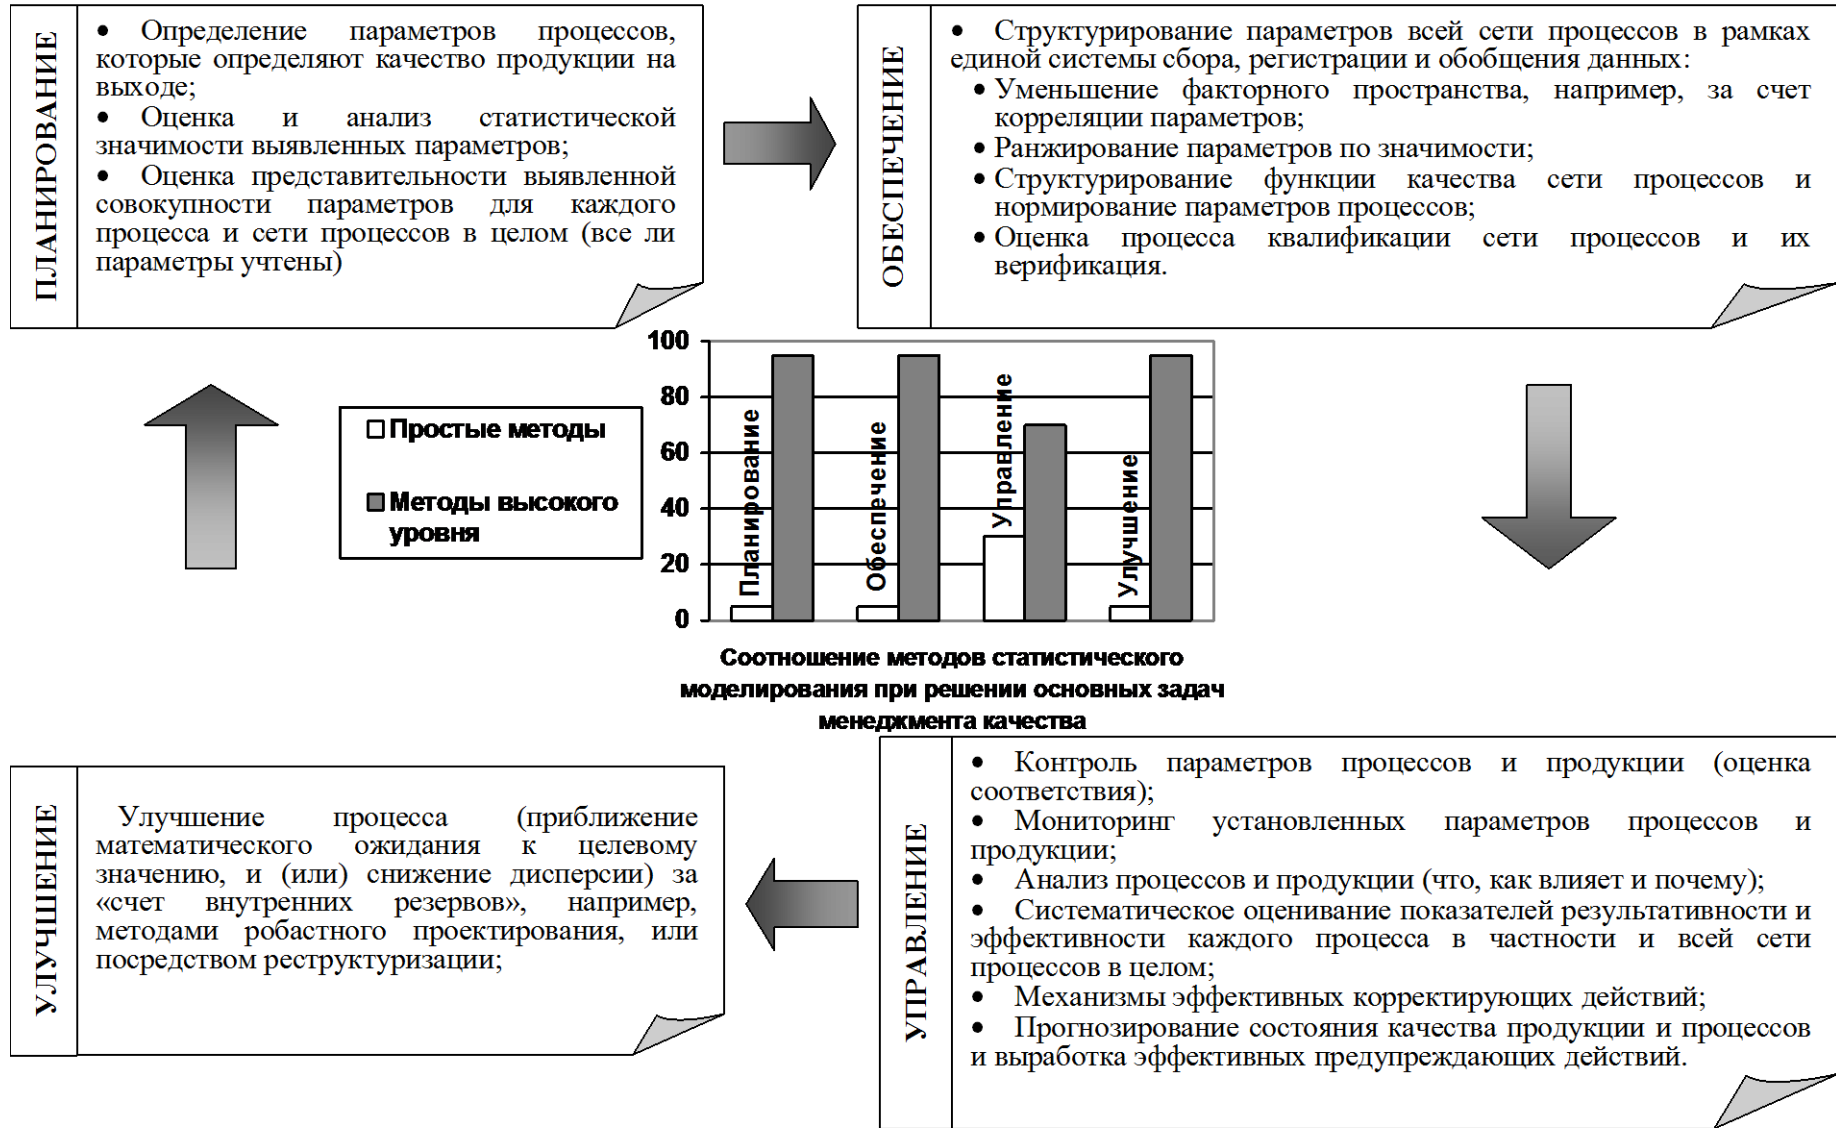 ПЛАНИРОВАНИЕ
• Определение параметров процессов,
которые определяют качество продукции на
выходе;
• Оценка и анализ статистической
значимости выявленных параметров;
• Оценка представительности выявленной
совокупности параметров для каждого
процесса и сети процессов в целом (все ли
параметры учтены)
ОБЕСПЕЧЕНИЕ
• Структурирование параметров всей сети процессов в рамках
единой системы сбора, регистрации и обобщения данных:
• Уменьшение факторного пространства, например, за счет
корреляции параметров;
• Ранжирование параметров по значимости;
• Структурирование функции качества сети процессов и
нормирование параметров процессов;
• Оценка процесса квалификации сети процессов и их
верификация.
Простые методы
Методы высокого
уровня
100
80
60
40
20
0
Планирование
Обеспечение
Управление
Улучшение
Соотношение методов статистического
моделирования при решении основных задач
менеджмента качества
УЛУЧШЕНИЕ
Улучшение процесса (приближение
математического ожидания к целевому
значению, и (или) снижение дисперсии) за
«счет внутренних резервов», например,
методами робастного проектирования, или
посредством реструктуризации;
УПРАВЛЕНИЕ
• Контроль параметров процессов и продукции (оценка
соответствия);
• Мониторинг установленных параметров процессов и
продукции;
• Анализ процессов и продукции (что, как влияет и почему);
• Систематическое оценивание показателей результативности и
эффективности каждого процесса в частности и всей сети
процессов в целом;
• Механизмы эффективных корректирующих действий;
• Прогнозирование состояния качества продукции и процессов
и выработка эффективных предупреждающих действий.